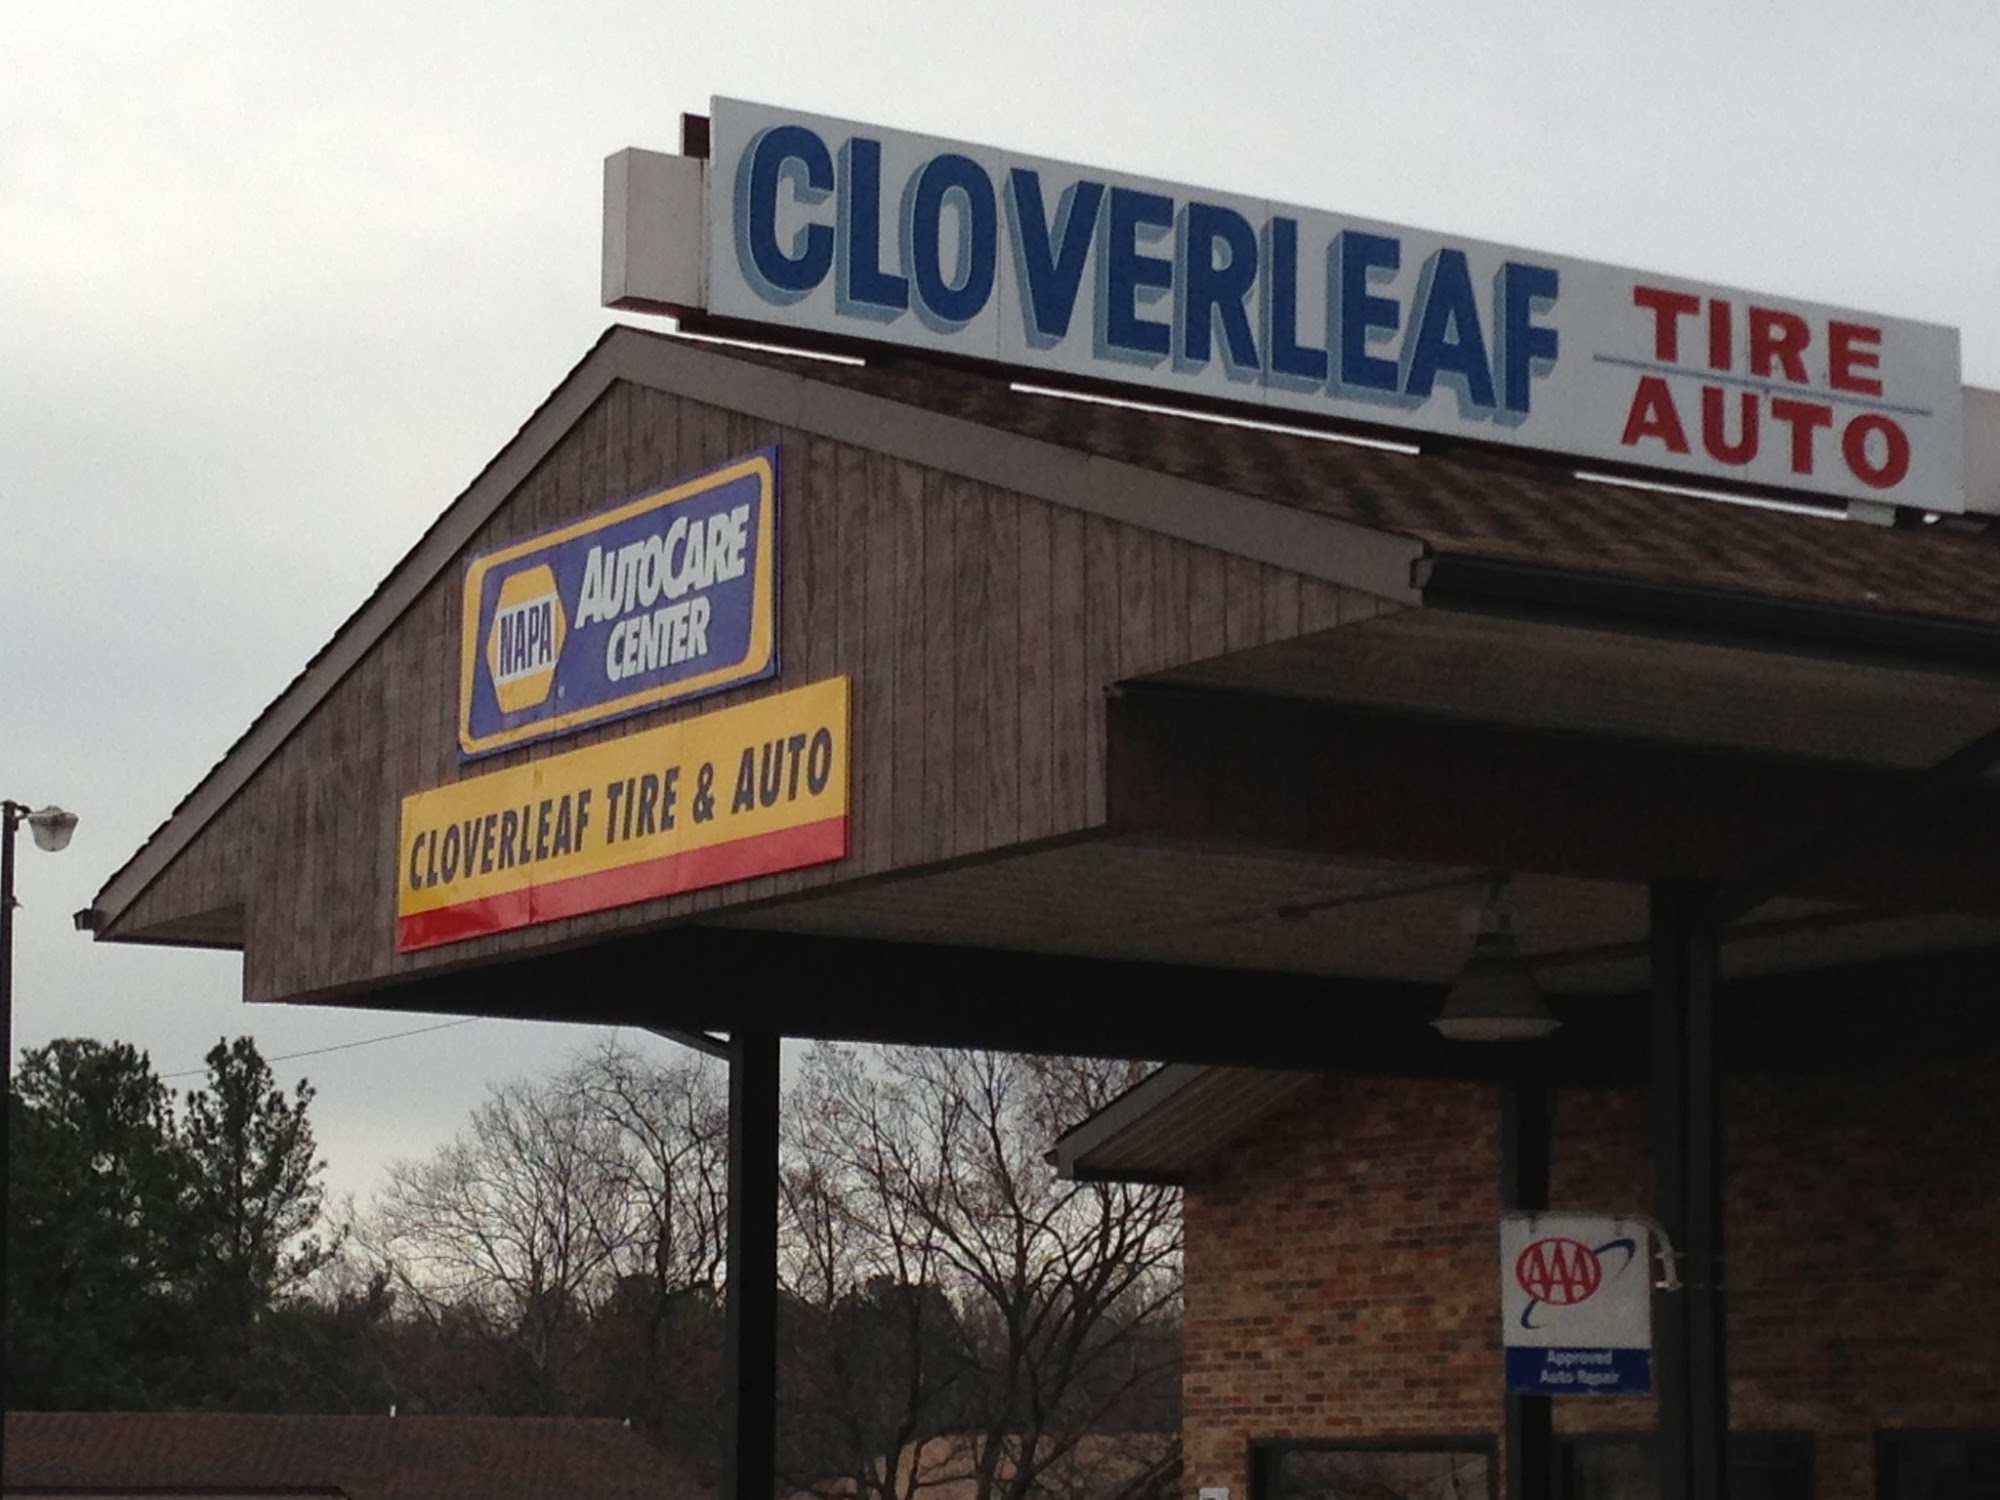 CLOVERLEAF
TIRE
AUTO
NAPA
AUTOCARE
CENTER
CLOVERLEAF TIRE & AUTO
AAA
Approved
Auto Repair